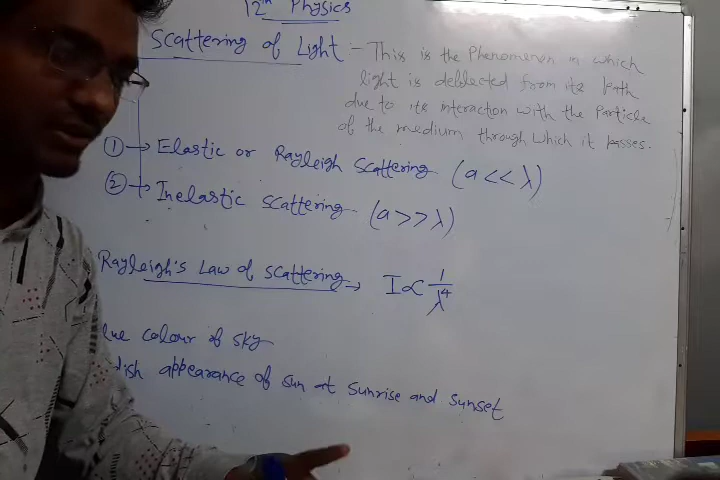 12th Physics
Scattering of Light - This is the Phenomenon in which
light is deflected from its Path
due to its interaction with the Particle
of the medium through which it passes.
① → Elastic or Rayleigh Scattering (a << λ)
② → Inelastic scattering (a >> λ)
Rayleigh's Law of scattering → I ∝ 1/λ⁴
lue colour of sky
dish appearance of sun at Sunrise and Sunset